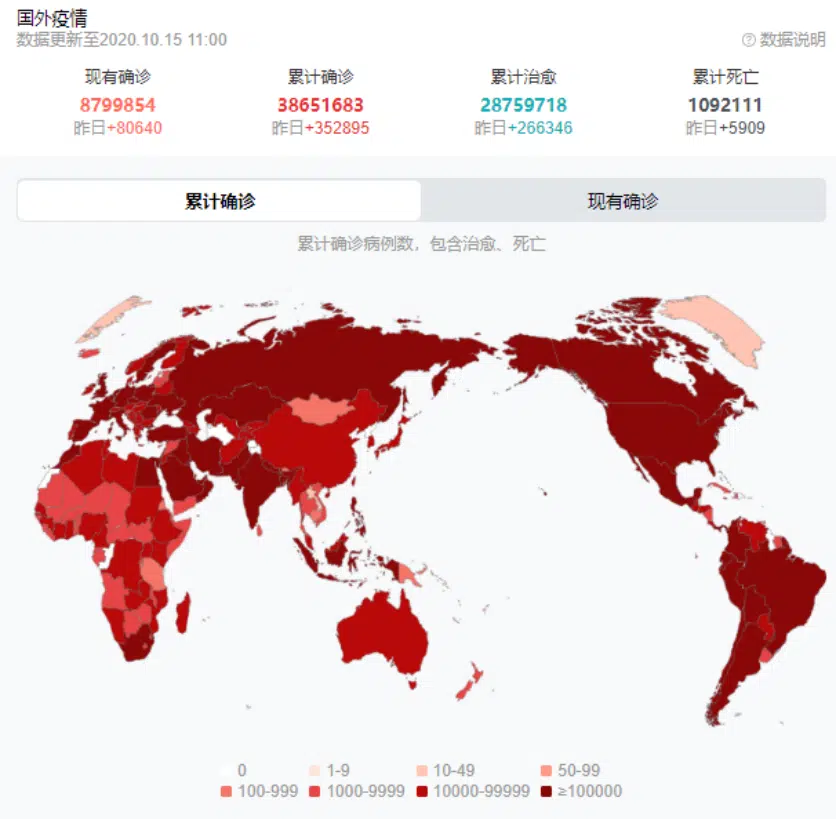 国外疫情
数据更新至2020.10.15 11:00 ? 数据说明
现有确诊 累计确诊 累计治愈 累计死亡
8799854 38651683 28759718 1092111
昨日+80640 昨日+352895 昨日+266346 昨日+5909
累计确诊 现有确诊
累计确诊病例数，包含治愈、死亡
0 1-9 10-49 50-99
100-999 1000-9999 10000-99999 ≥100000